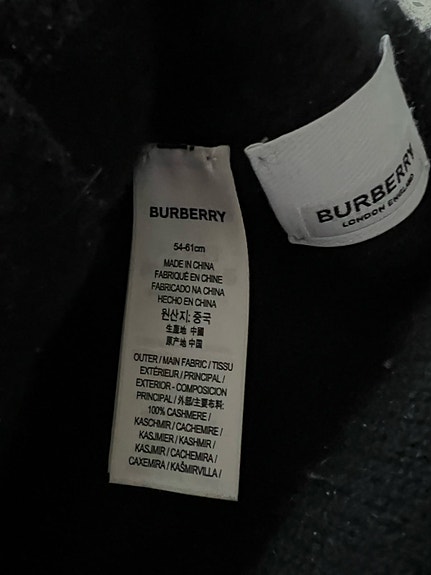 BURBERRY
LONDON ENGLAND
BURBERRY
54-61cm
MADE IN CHINA
FABRIQUÉ EN CHINE
FABRICADO NA CHINA
HECHO EN CHINA
원산지: 중국
生產地 中國
原产地 中国
OUTER / MAIN FABRIC / TISSU
EXTÉRIEUR / PRINCIPAL /
EXTERIOR - COMPOSICION
PRINCIPAL / 外部/主要布料:
100% CASHMERE /
KASCHMIR / CACHEMIRE /
KASJMIER / KASHMIR /
KASJMIR / CACHEMIRA /
CAXEMIRA / KAŠMIRVILLA /